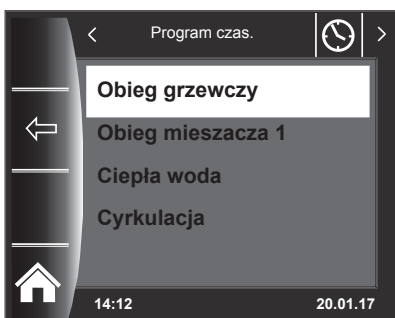 Program czas.
Obieg grzewczy
Obieg mieszacza 1
Ciepła woda
Cyrkulacja
14:12 20.01.17